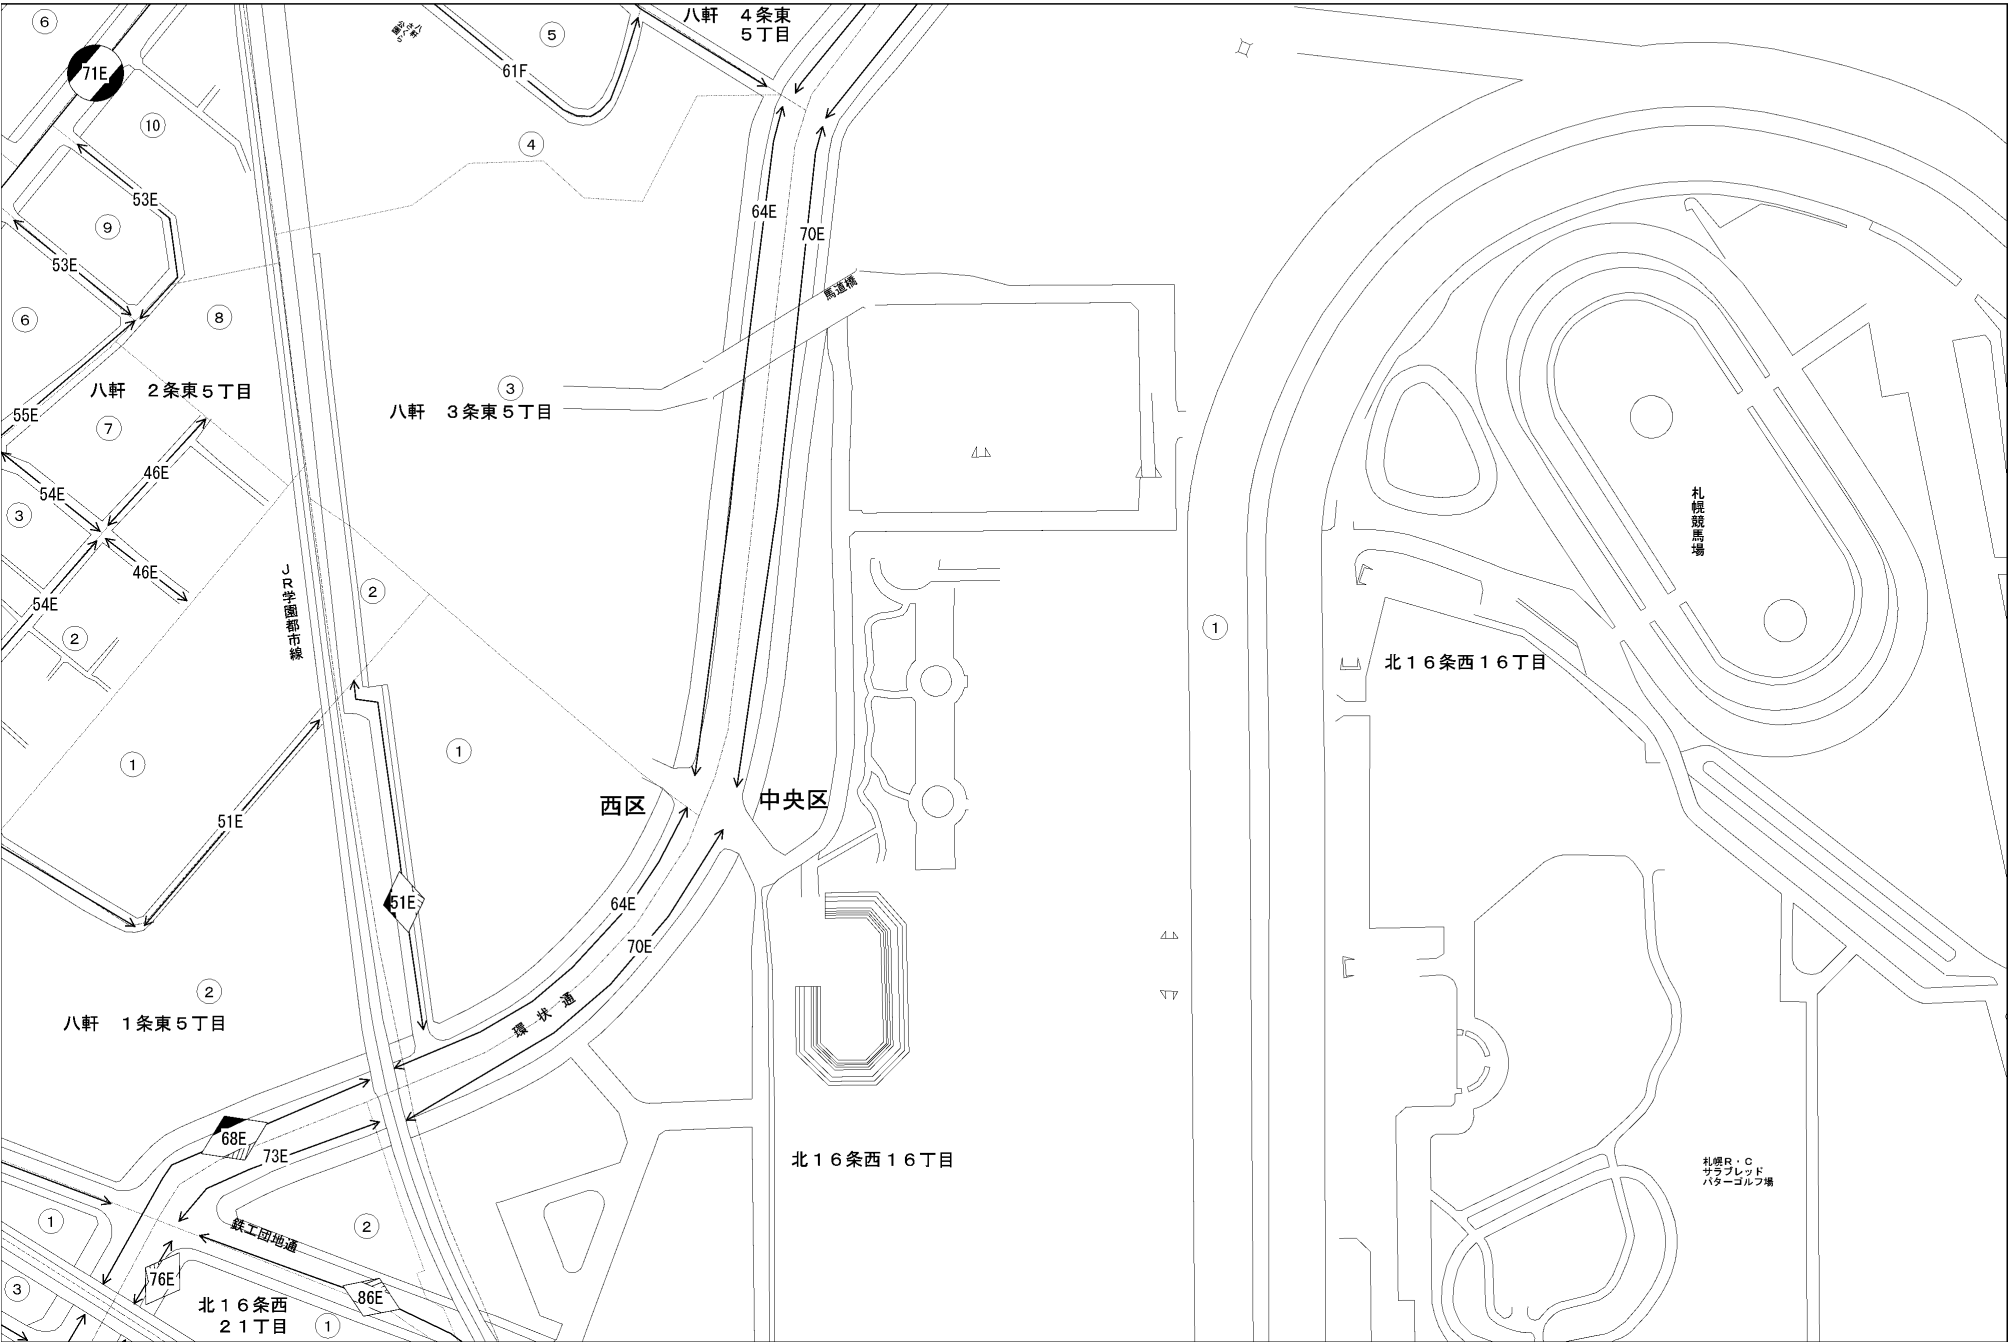 6
71E
10
53E
9
53E
6
8
八軒　２条東５丁目
55E
7
46E
54E
3
46E
54E
2
1
51E
2
八軒　１条東５丁目
68E
73E
1
鉄工団地通
2
76E
3
86E
北１６条西
２１丁目
1
ＪＲ学園都市線
61F
5
八軒　４条東
５丁目
4
64E
70E
馬道橋
3
八軒　３条東５丁目
2
1
51E
西区
中央区
64E
70E
環状通
北１６条西１６丁目
1
北１６条西１６丁目
札幌競馬場
札幌Ｒ・Ｃ
サラブレッド
パターゴルフ場